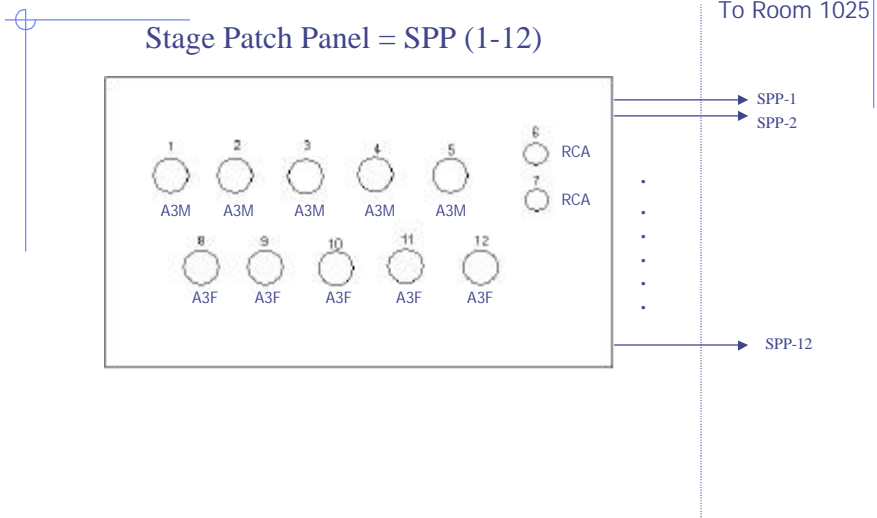 To Room 1025
Stage Patch Panel = SPP (1-12)
SPP-1
SPP-2
1 2 3 4 5 6 RCA
7 RCA
A3M A3M A3M A3M A3M
8 9 10 11 12
A3F A3F A3F A3F A3F
SPP-12